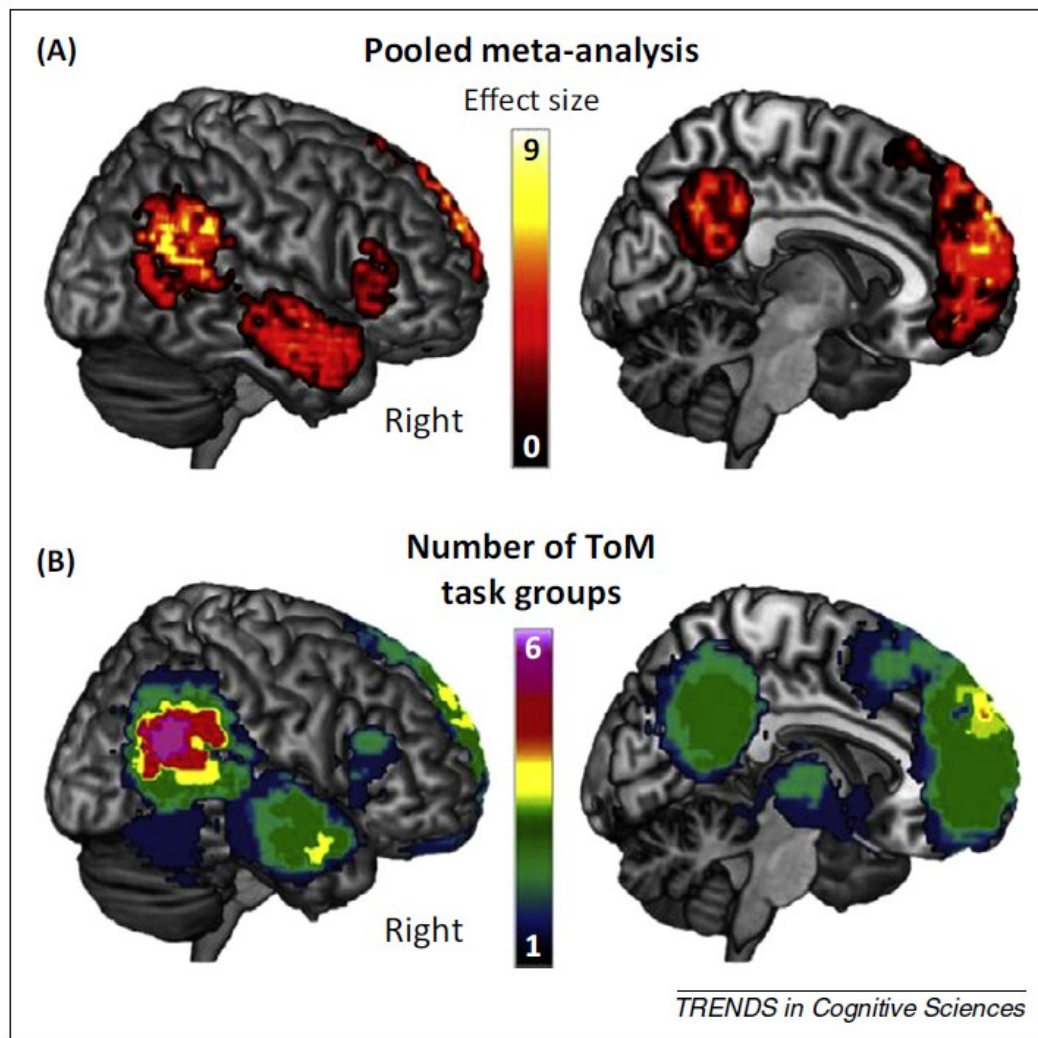 (A)
Pooled meta-analysis
Effect size
9
0
Right
(B)
Number of ToM
task groups
6
1
Right
TRENDS in Cognitive Sciences